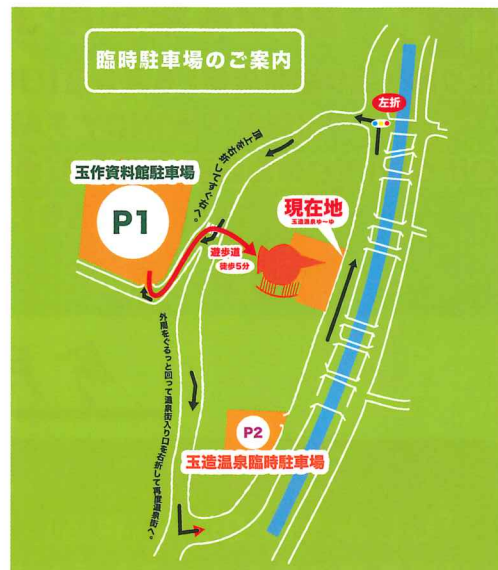 臨時駐車場のご案内
左折
頂上を右折してすぐ右へ。
玉作資料館駐車場
P1
現在地
玉造温泉ゆ〜ゆ
遊歩道
徒歩5分
外周をぐるっと回って温泉街入り口を右折して再度温泉街へ。
P2
玉造温泉臨時駐車場